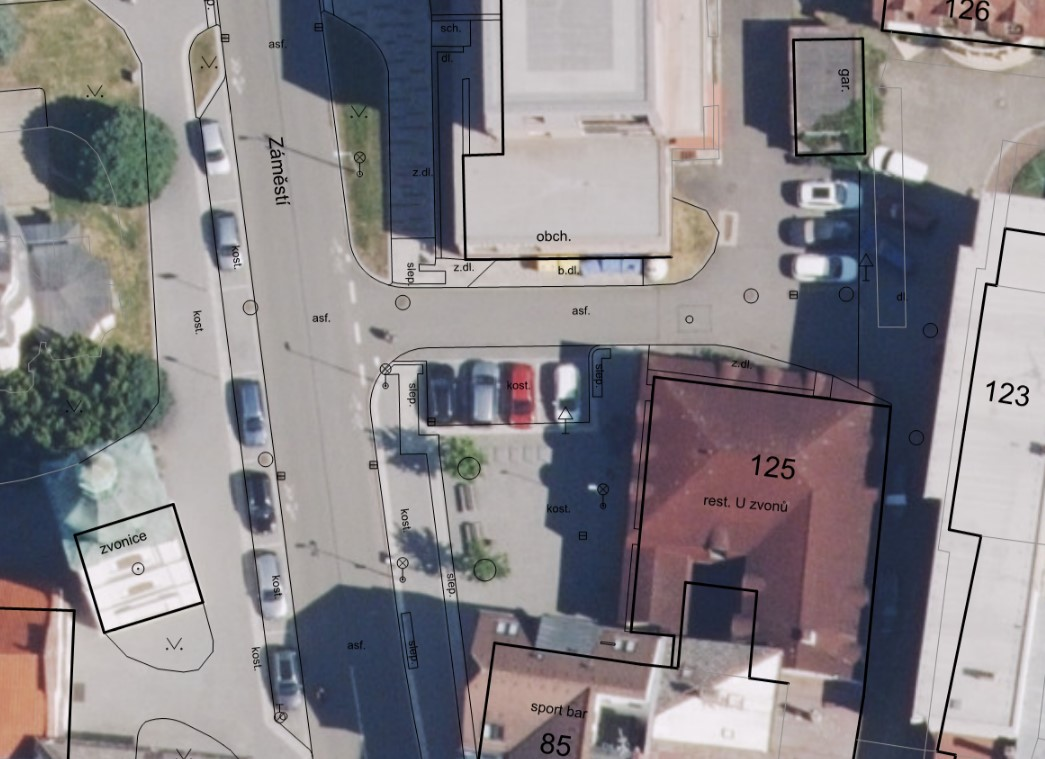 126
asf.
sch.
dl.
gar.
Záměstí
z.dl.
obch.
kost.
slep.
z.dl.
b.dl.
dl.
kost.
asf.
asf.
z.dl.
123
slep.
kost.
slep.
125
rest. U zvonů
kost.
kost.
zvonice
slep.
kost.
asf.
slep.
kost.
sport bar
85